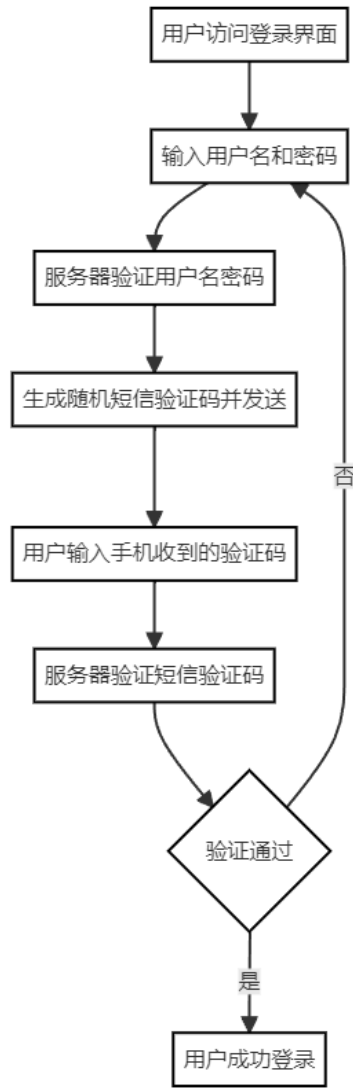 用户访问登录界面
输入用户名和密码
服务器验证用户名密码
生成随机短信验证码并发送
否
用户输入手机收到的验证码
服务器验证短信验证码
验证通过
是
用户成功登录